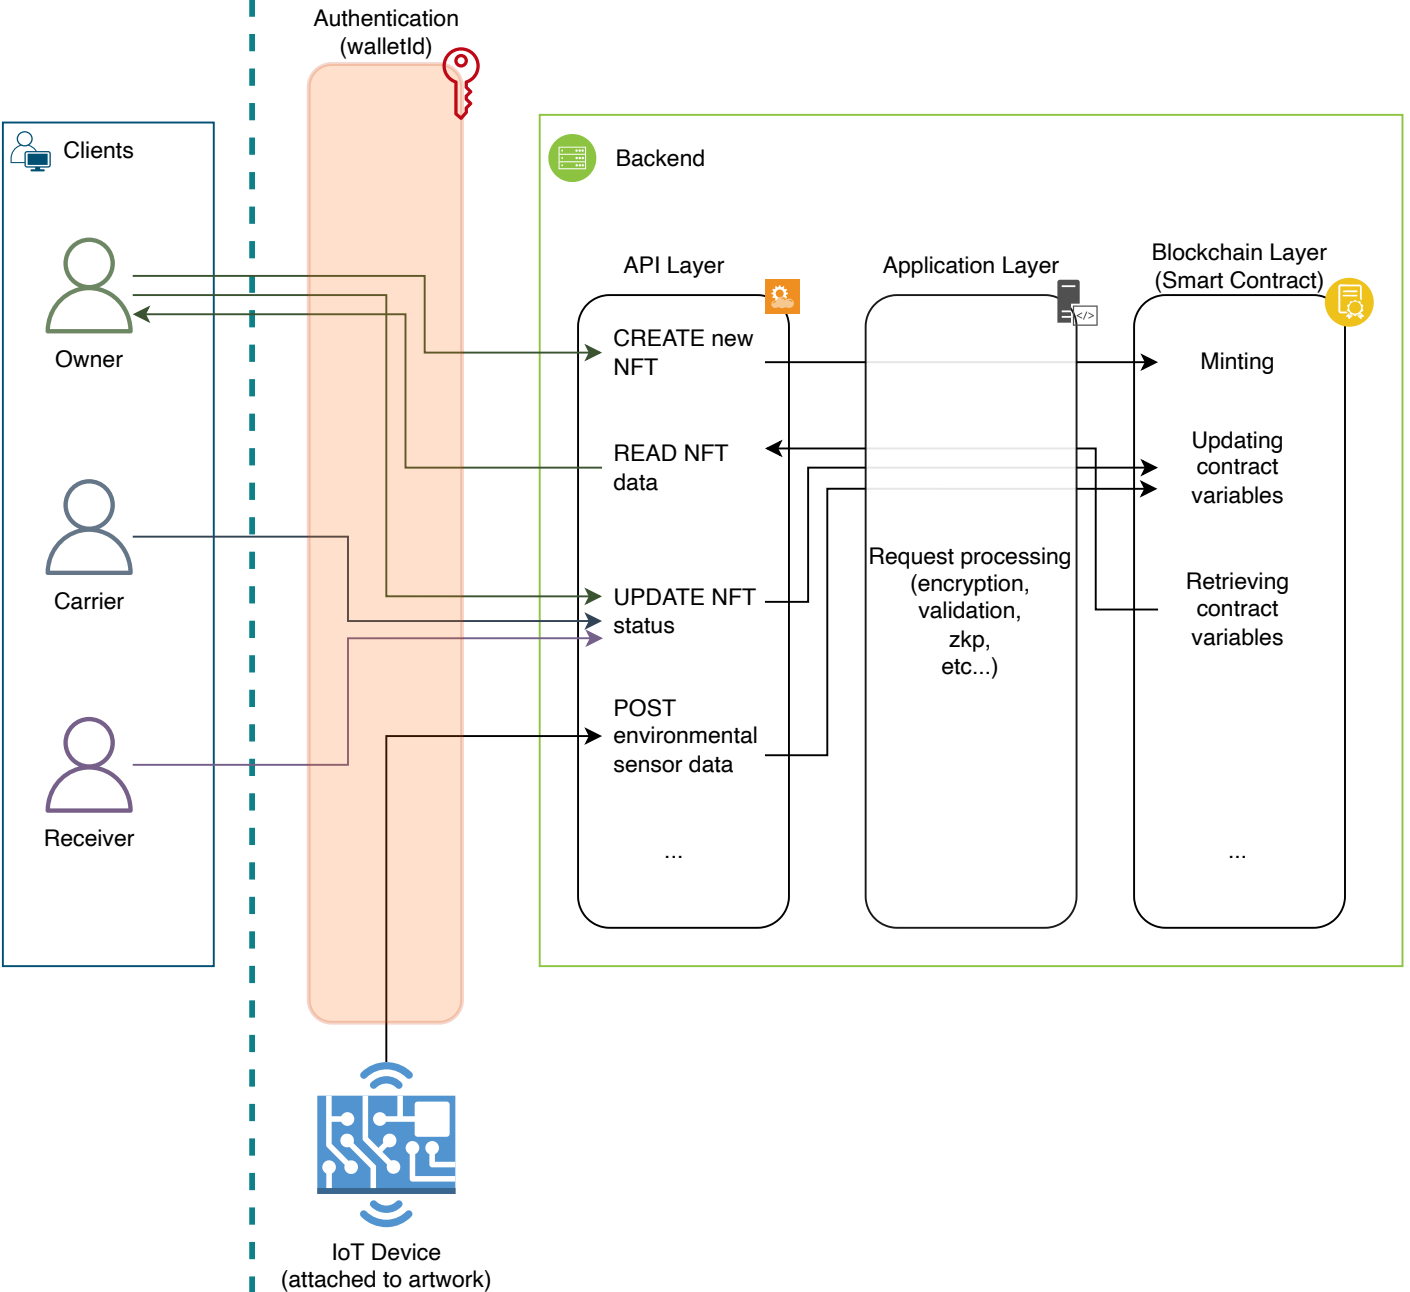 Authentication
(walletId)
Clients
Owner
Carrier
Receiver
Backend
API Layer
CREATE new
NFT
READ NFT
data
UPDATE NFT
status
POST
environmental
sensor data
...
Application Layer
</>
Request processing
(encryption,
validation,
zkp,
etc...)
Blockchain Layer
(Smart Contract)
Minting
Updating
contract
variables
Retrieving
contract
variables
...
IoT Device
(attached to artwork)